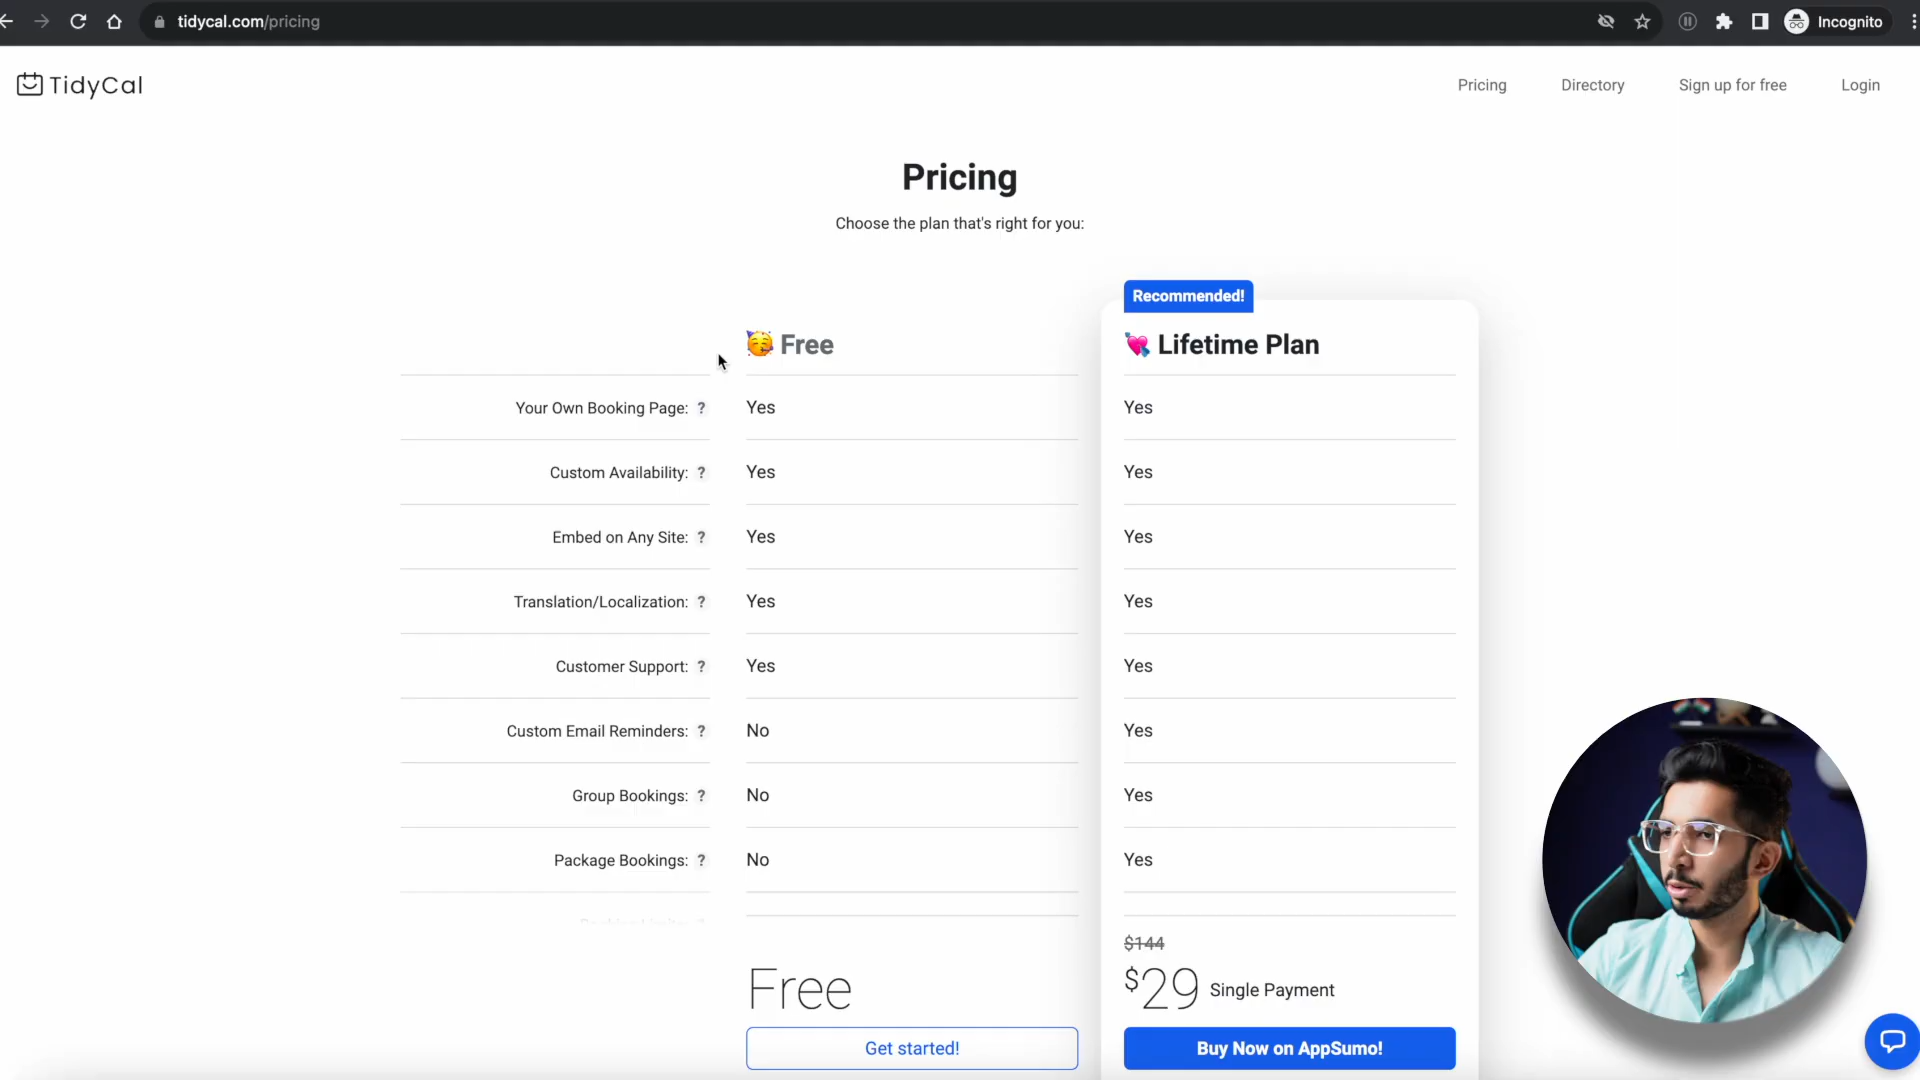 tidycal.com/pricing
Incognito
TidyCal
Pricing
Directory
Sign up for free
Login
Pricing
Choose the plan that's right for you:
Recommended!
Free
Lifetime Plan
Your Own Booking Page: ? Yes Yes
Custom Availability: ? Yes Yes
Embed on Any Site: ? Yes Yes
Translation/Localization: ? Yes Yes
Customer Support: ? Yes Yes
Custom Email Reminders: ? No Yes
Group Bookings: ? No Yes
Package Bookings: ? No Yes
$144
Free
$29 Single Payment
Get started!
Buy Now on AppSumo!